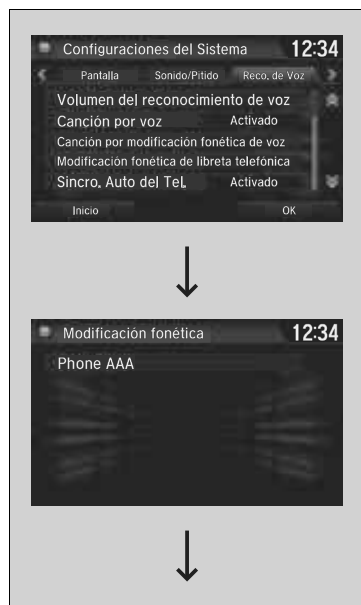 Configuraciones del Sistema 12:34
Pantalla Sonido/Pitido Reco. de Voz
Volumen del reconocimiento de voz
Canción por voz Activado
Canción por modificación fonética de voz
Modificación fonética de libreta telefónica
Sincro. Auto del Tel. Activado
Inicio OK
Modificación fonética 12:34
Phone AAA